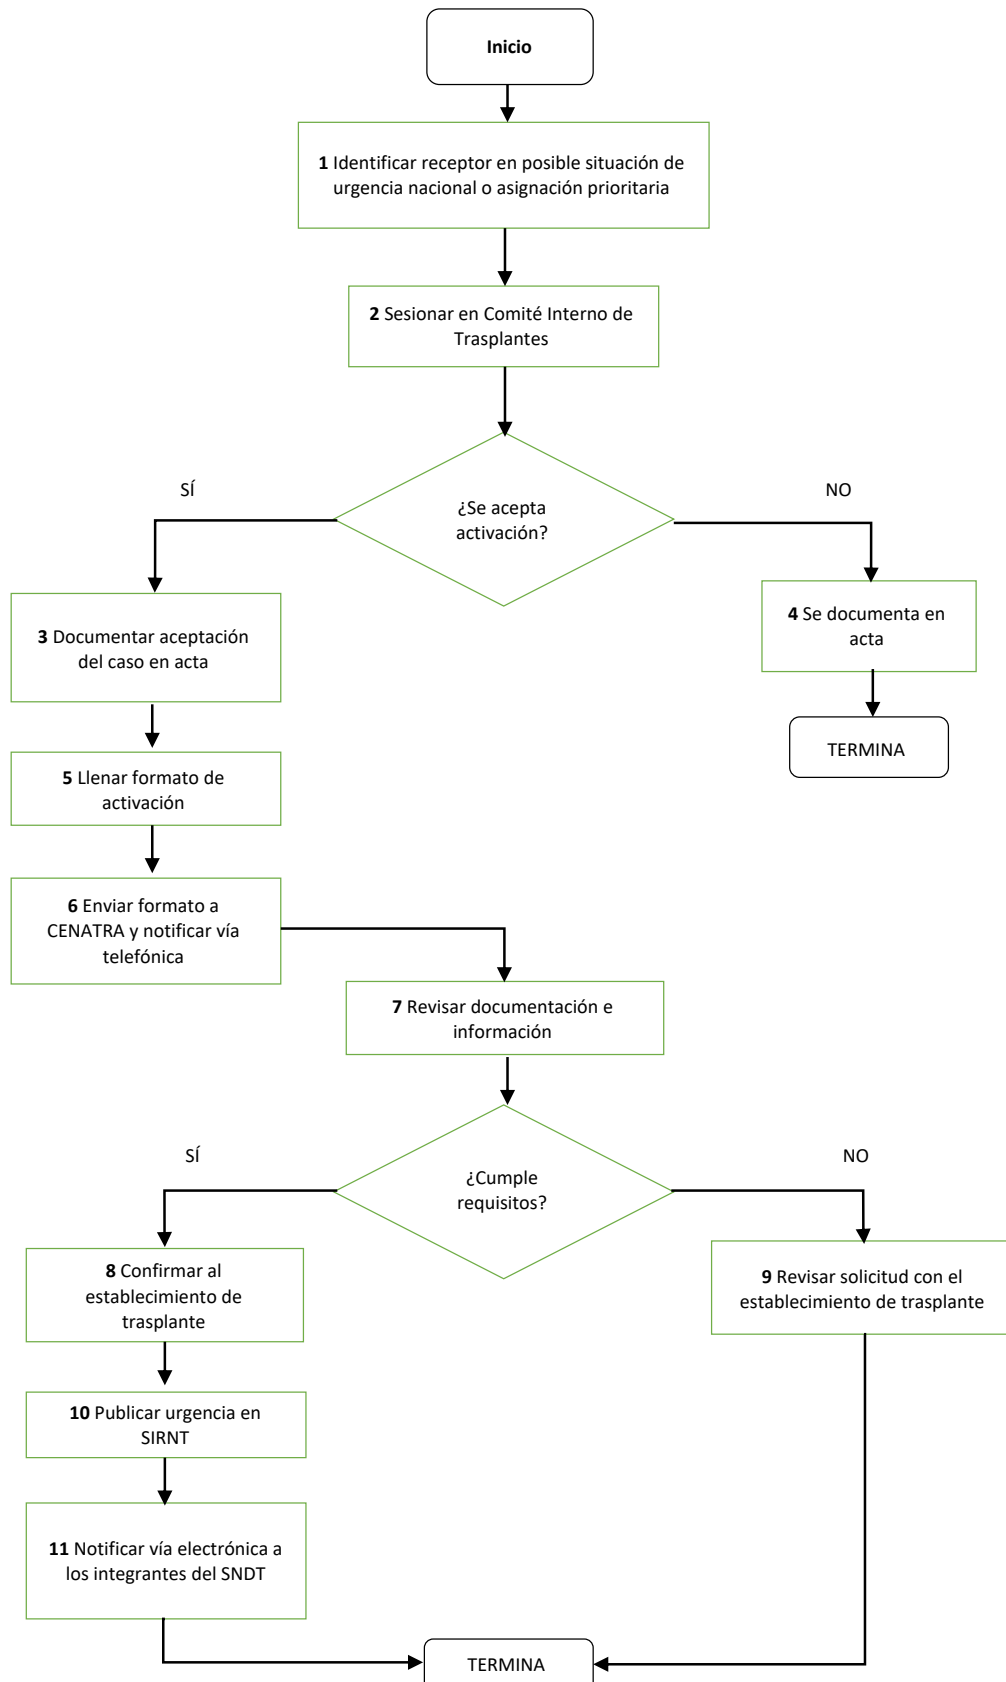 Inicio
1 Identificar receptor en posible situación de
urgencia nacional o asignación prioritaria
2 Sesionar en Comité Interno de
Trasplantes
¿Se acepta
activación?
SÍ
NO
3 Documentar aceptación
del caso en acta
4 Se documenta en
acta
TERMINA
5 Llenar formato de
activación
6 Enviar formato a
CENATRA y notificar vía
telefónica
7 Revisar documentación e
información
¿Cumple
requisitos?
SÍ
NO
8 Confirmar al
establecimiento de
trasplante
9 Revisar solicitud con el
establecimiento de trasplante
10 Publicar urgencia en
SIRNT
11 Notificar vía electrónica a
los integrantes del SNDT
TERMINA